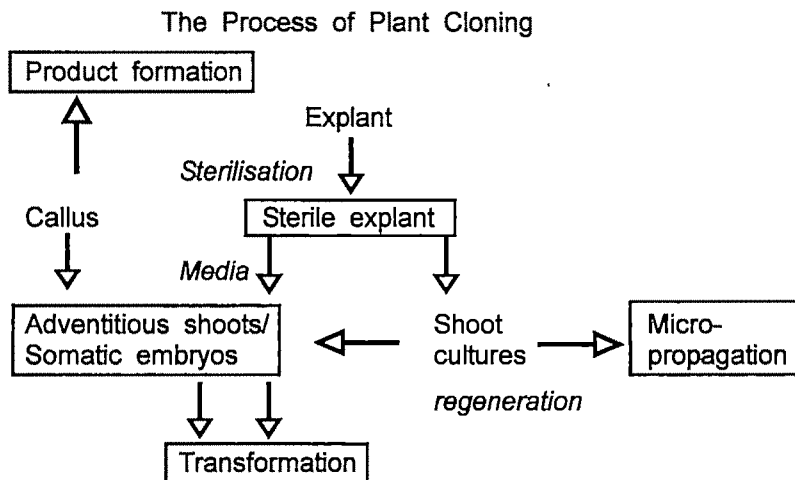 The Process of Plant Cloning
Product formation
Explant
Sterilisation
Callus
Sterile explant
Media
Adventitious shoots/
Somatic embryos
Shoot
cultures
regeneration
Micro-
propagation
Transformation